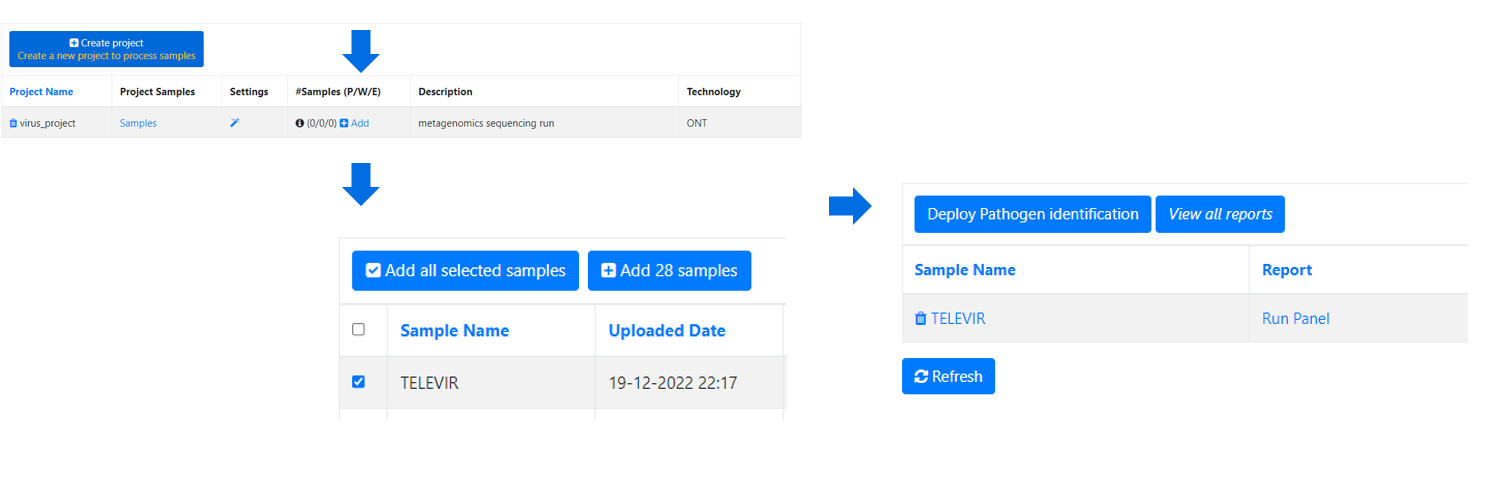 Create project
Create a new project to process samples
Project Name Project Samples Settings #Samples (P/W/E) Description Technology
virus_project Samples (0/0/0) Add metagenomics sequencing run ONT
Add all selected samples Add 28 samples
Sample Name Uploaded Date
TELEVIR 19-12-2022 22:17
Deploy Pathogen identification View all reports
Sample Name Report
TELEVIR Run Panel
Refresh